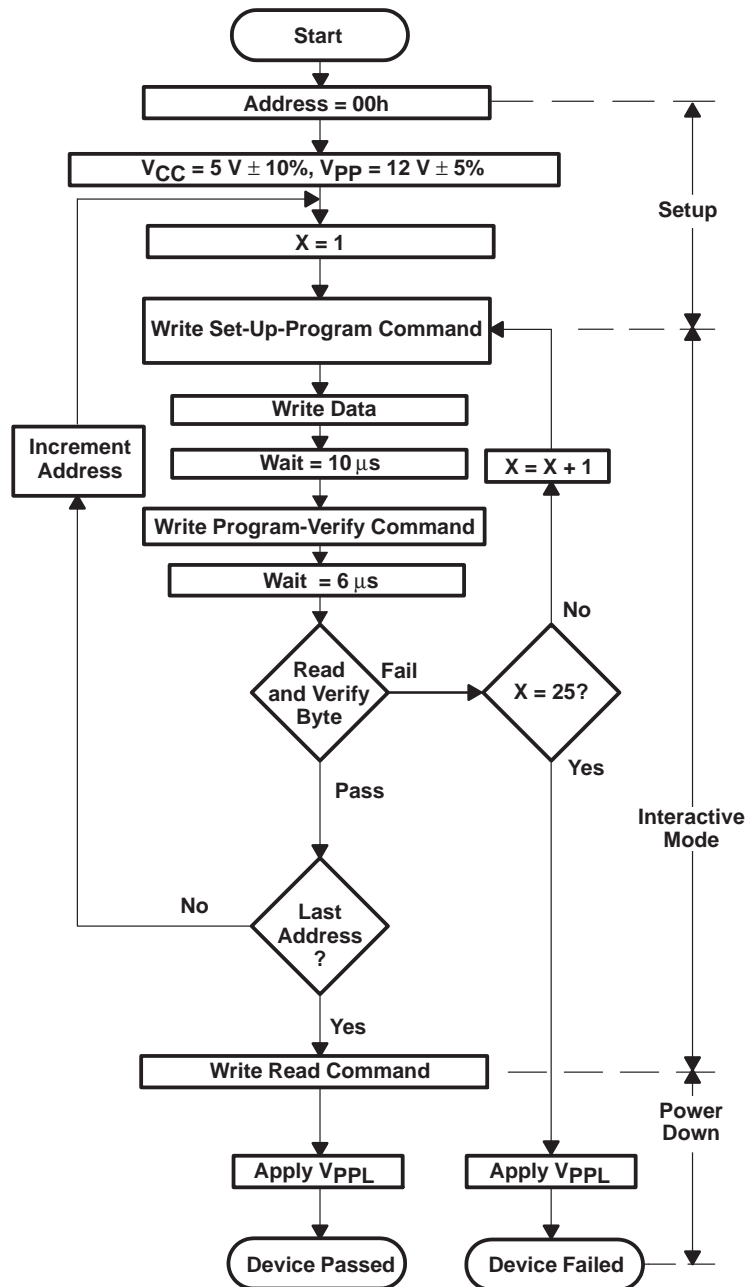 Start
Address = 00h
VCC = 5 V ± 10%, VPP = 12 V ± 5%
Setup
X = 1
Write Set-Up-Program Command
Write Data
Increment
Address
Wait = 10 µs
X = X + 1
Write Program-Verify Command
Wait = 6 µs
No
Read
and Verify
Byte
Fail
X = 25?
Yes
Pass
Interactive
Mode
No
Last
Address
?
Yes
Write Read Command
Power
Down
Apply VPPL
Apply VPPL
Device Passed
Device Failed